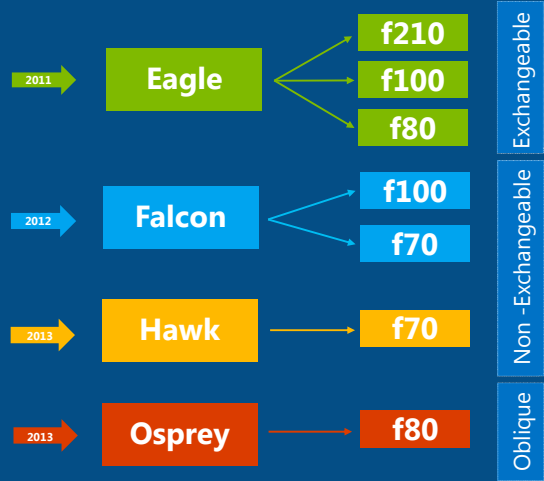 2011
Eagle
f210
f100
f80
Exchangeable
2012
Falcon
f100
f70
2013
Hawk
f70
Non -Exchangeable
2013
Osprey
f80
Oblique